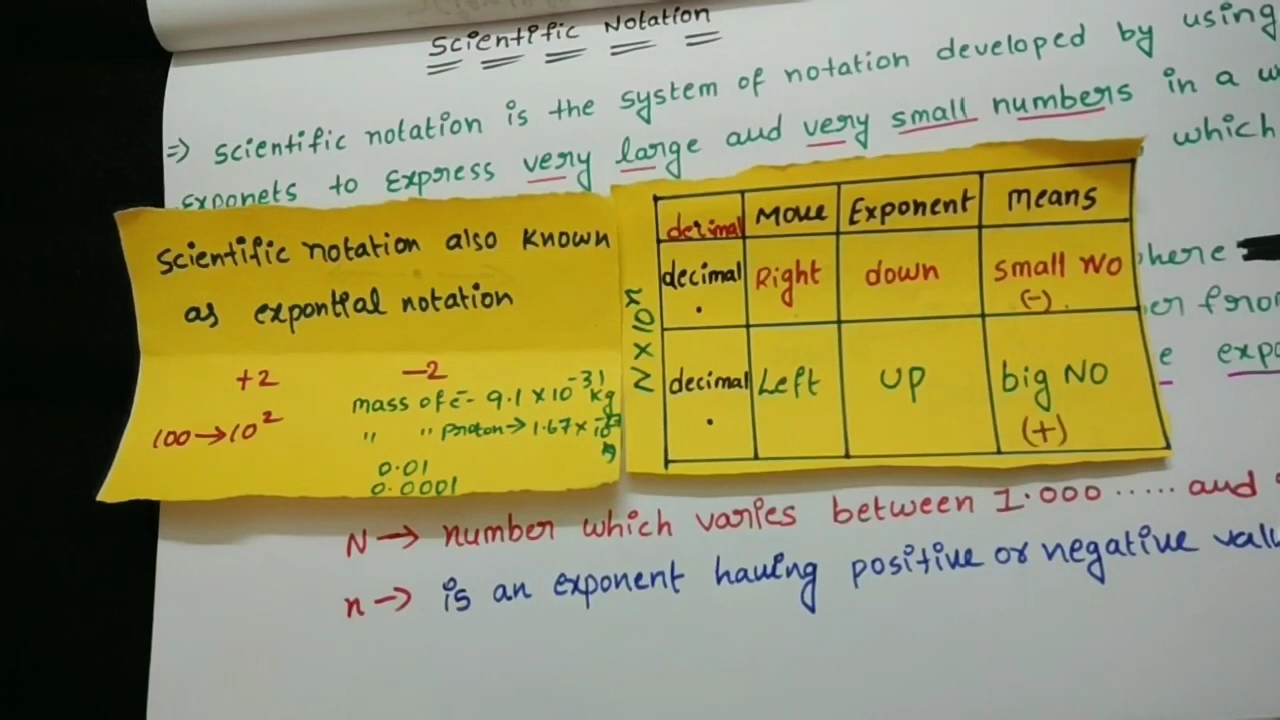 Scientific Notation
=> scientific notation is the system of notation developed by using
exponets to Express very large and very small numbers in a
which
scientific notation also known
as expontial notation
+2 -2
100→10²
mass of e- = 9.1 × 10⁻³¹ kg
" " proton → 1.67 ×
0.01
0.0001
N × 10ⁿ
decimal Move Exponent Means
decimal . Right down small NO (-).
decimal . Left UP big NO (+)
here
from
e
N → number which varies between 1.000 ..... and
n → is an exponent having positive or negative